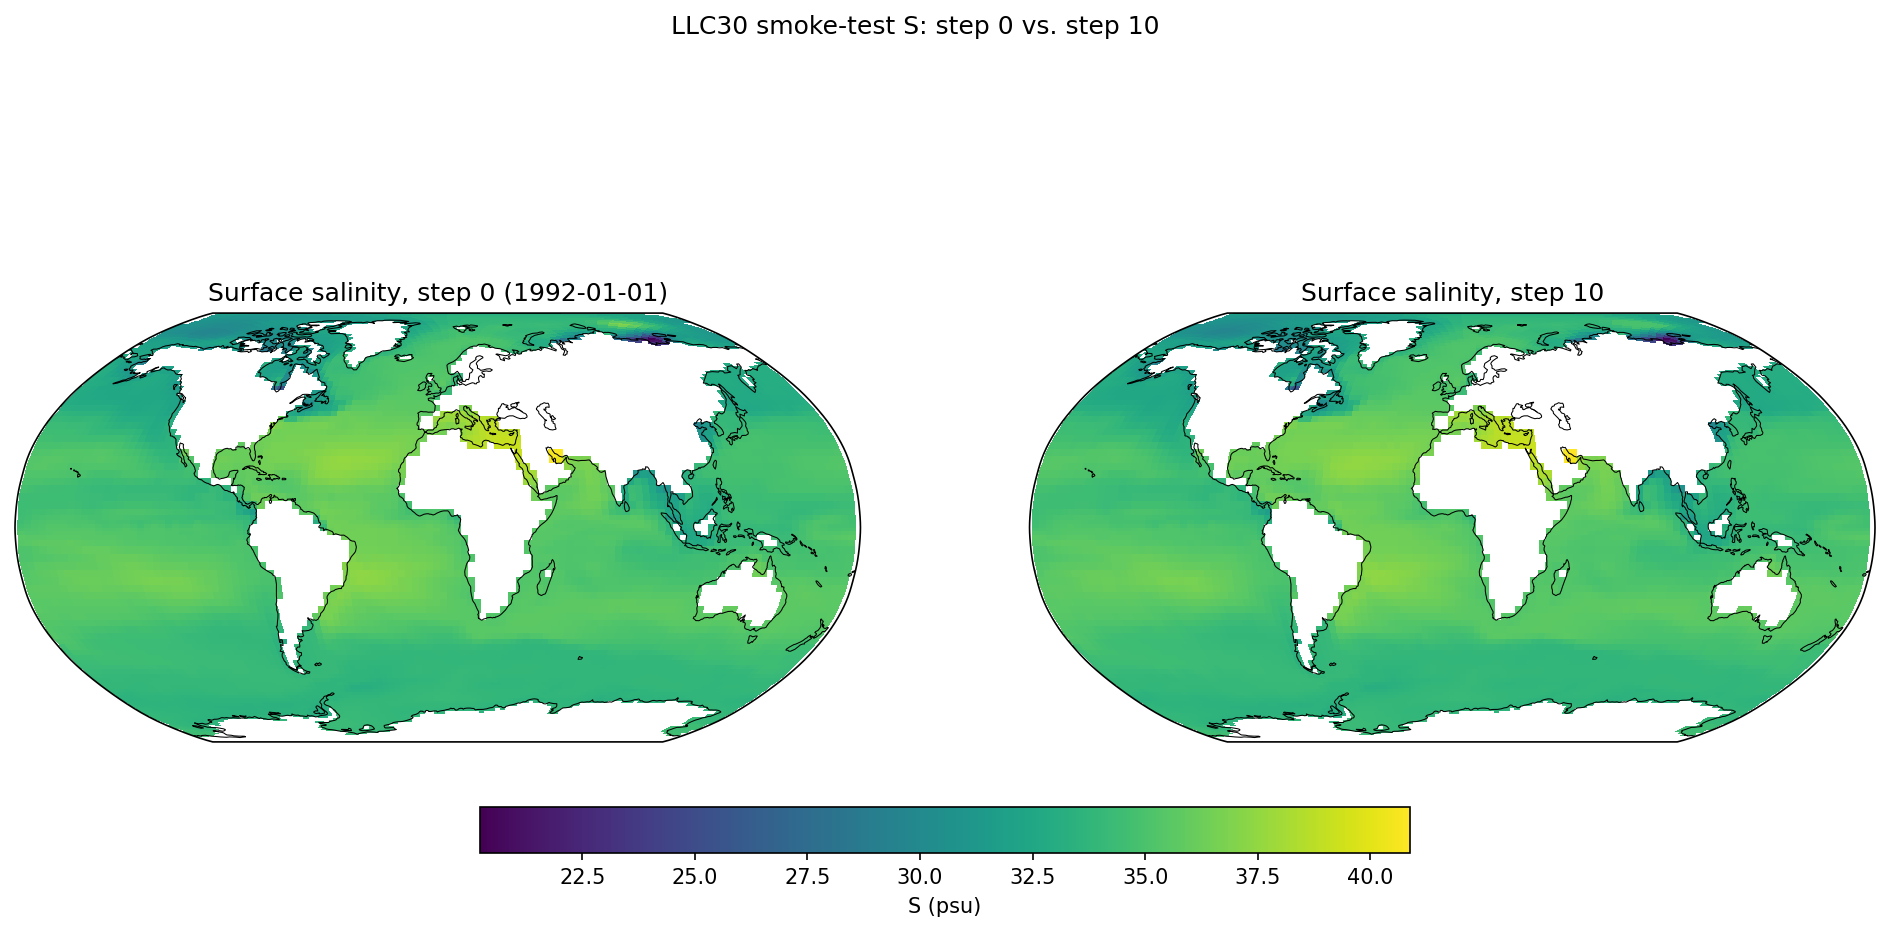 LLC30 smoke-test S: step 0 vs. step 10
Surface salinity, step 0 (1992-01-01)
Surface salinity, step 10
22.5 25.0 27.5 30.0 32.5 35.0 37.5 40.0
S (psu)